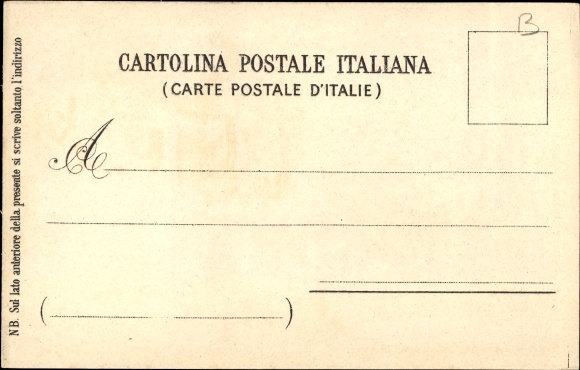 B
CARTOLINA POSTALE ITALIANA
(CARTE POSTALE D'ITALIE)
A
( )
NB. Sul lato anteriore della presente si scrive soltanto l'indirizzo